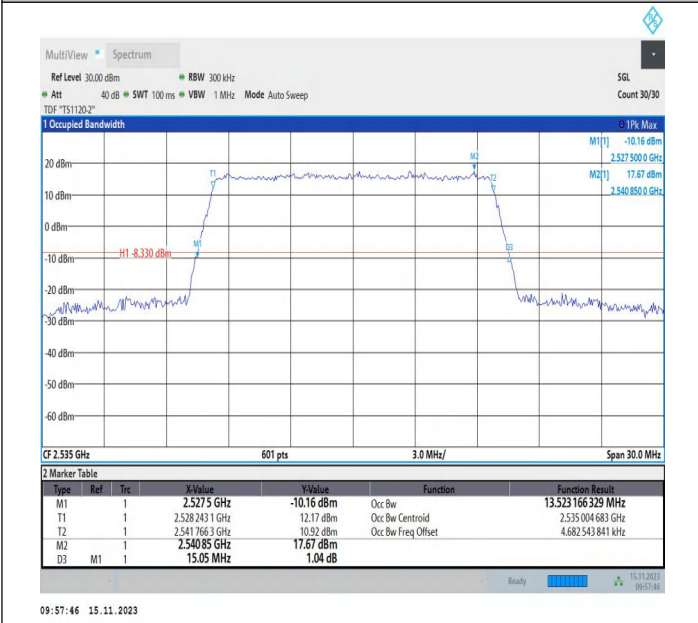 R&S
MultiView Spectrum
Ref Level 30.00 dBm RBW 300 kHz SGL
Att 40 dB SWT 100 ms VBW 1 MHz Mode Auto Sweep Count 30/30
TDF "TS1120-2"
1 Occupied Bandwidth 1Pk Max
M1[1] -10.16 dBm
2.527 500 0 GHz
M2[1] 17.67 dBm
2.540 850 0 GHz
M2
20 dBm
T1
T2
10 dBm
0 dBm
M1
D3
H1 -8.330 dBm
-10 dBm
-20 dBm
-30 dBm
-40 dBm
-50 dBm
-60 dBm
CF 2.535 GHz 601 pts 3.0 MHz/ Span 30.0 MHz
2 Marker Table
Type Ref Trc X-Value Y-Value Function Function Result
M1 1 2.527 5 GHz -10.16 dBm Occ Bw 13.523 166 329 MHz
T1 1 2.528 243 1 GHz 12.17 dBm Occ Bw Centroid 2.535 004 683 GHz
T2 1 2.541 766 3 GHz 10.92 dBm Occ Bw Freq Offset 4.682 543 841 kHz
M2 1 2.540 85 GHz 17.67 dBm
D3 M1 1 15.05 MHz 1.04 dB
Ready 15.11.2023
09:57:46
09:57:46 15.11.2023